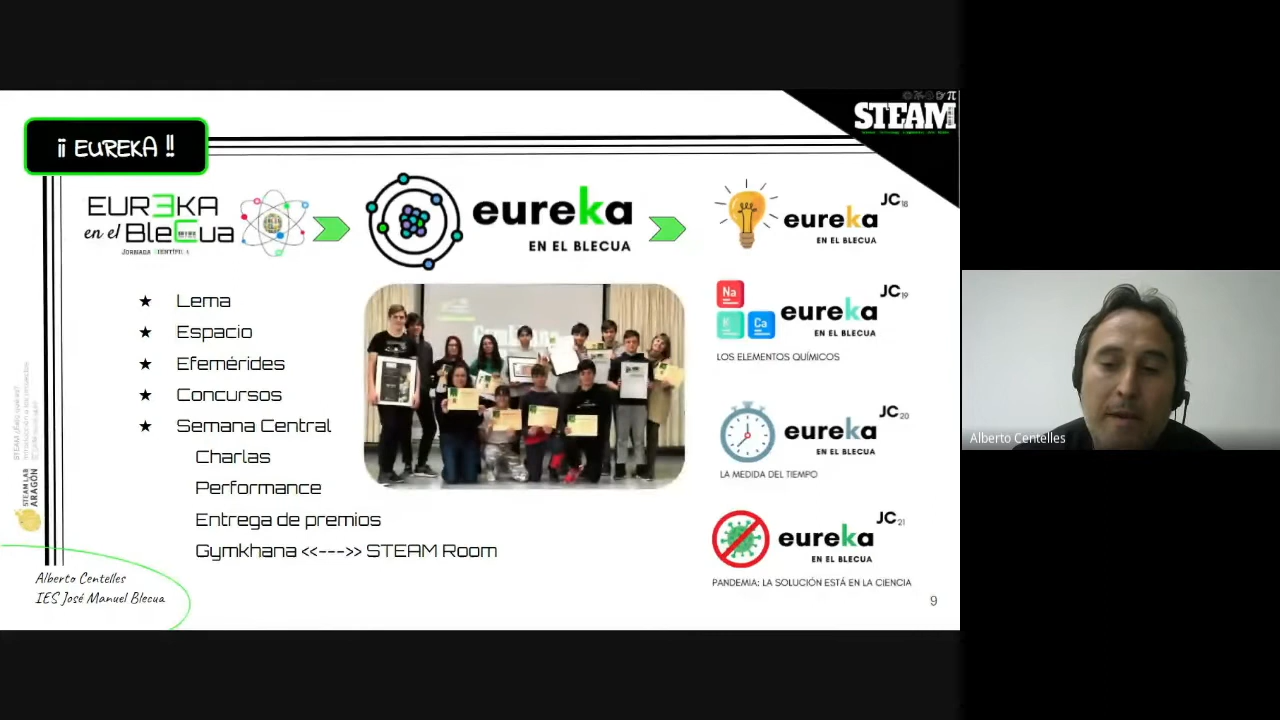 ¡¡ EUREKA !!
STEAM
EUREKA
en el BleCua
JORNADA CIENTÍFICA
eureka
EN EL BLECUA
eureka JC18
EN EL BLECUA
★ Lema
★ Espacio
★ Efemérides
★ Concursos
★ Semana Central
Charlas
Performance
Entrega de premios
Gymkhana <<--->> STEAM Room
Na
K
Ca
eureka JC19
EN EL BLECUA
LOS ELEMENTOS QUÍMICOS
eureka JC20
EN EL BLECUA
LA MEDIDA DEL TIEMPO
eureka JC21
EN EL BLECUA
PANDEMIA: LA SOLUCIÓN ESTÁ EN LA CIENCIA
STEAM LAB
ARAGÓN
Alberto Centelles
IES José Manuel Blecua
9
Alberto Centelles